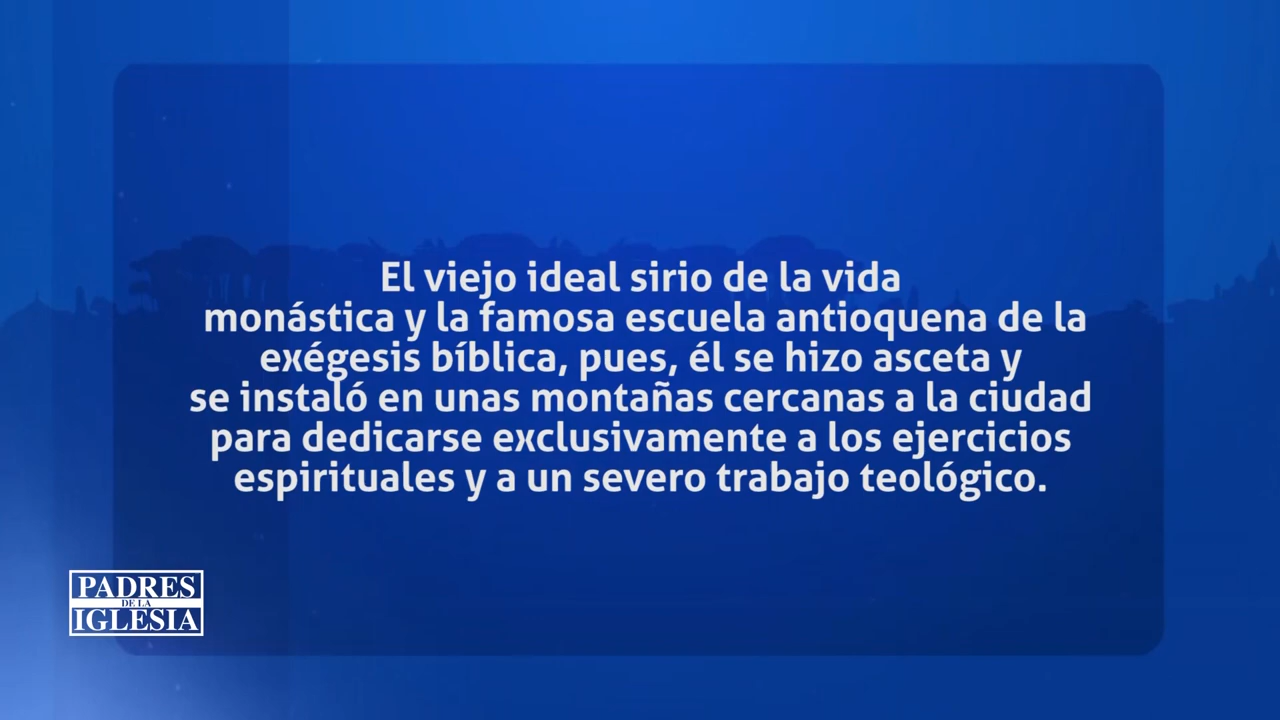 El viejo ideal sirio de la vida
monástica y la famosa escuela antioquena de la
exégesis bíblica, pues, él se hizo asceta y
se instaló en unas montañas cercanas a la ciudad
para dedicarse exclusivamente a los ejercicios
espirituales y a un severo trabajo teológico.
PADRES
DE LA
IGLESIA